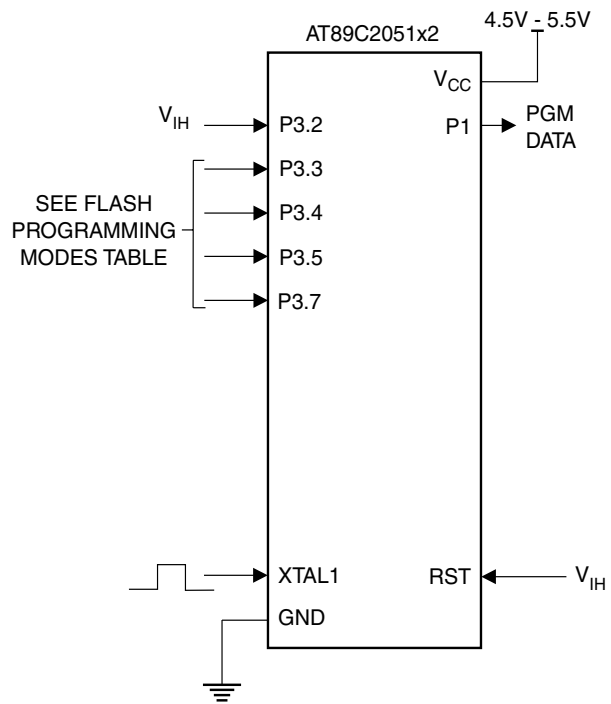 AT89C2051x2
4.5V - 5.5V
V_CC
V_IH
P3.2
P1
PGM
DATA
P3.3
SEE FLASH
PROGRAMMING
MODES TABLE
P3.4
P3.5
P3.7
XTAL1
RST
V_IH
GND